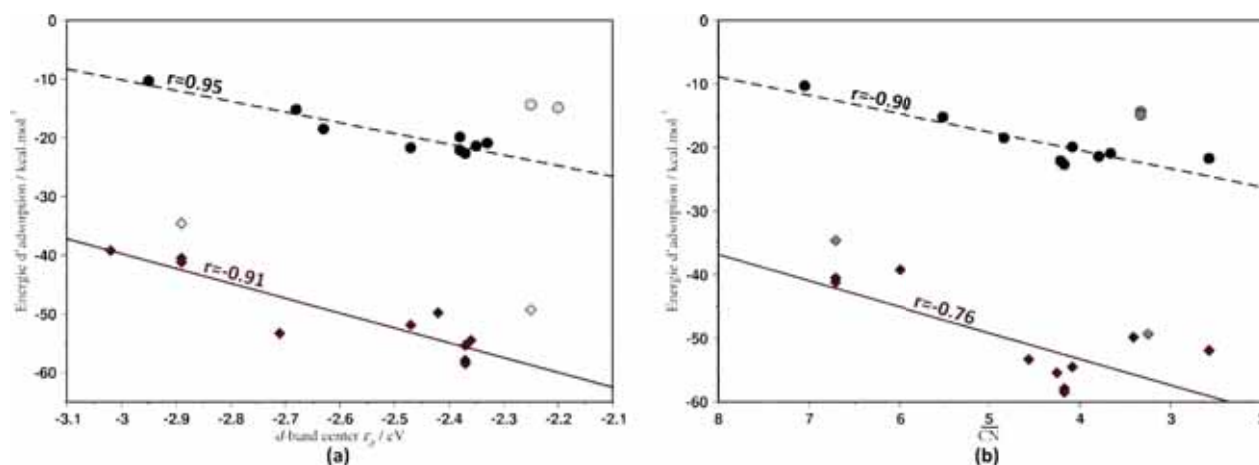 0
-10
-20
-30
-40
-50
-60
Energie d'adsorption / kcal.mol⁻¹
r=0.95
r=-0.91
-3.1 -3 -2.9 -2.8 -2.7 -2.6 -2.5 -2.4 -2.3 -2.2 -2.1
d-band center ε_d / eV
(a)
0
-10
-20
-30
-40
-50
-60
Energie d'adsorption / kcal.mol⁻¹
r=-0.90
r=-0.76
8 7 6 5 4 3 2
CN
(b)